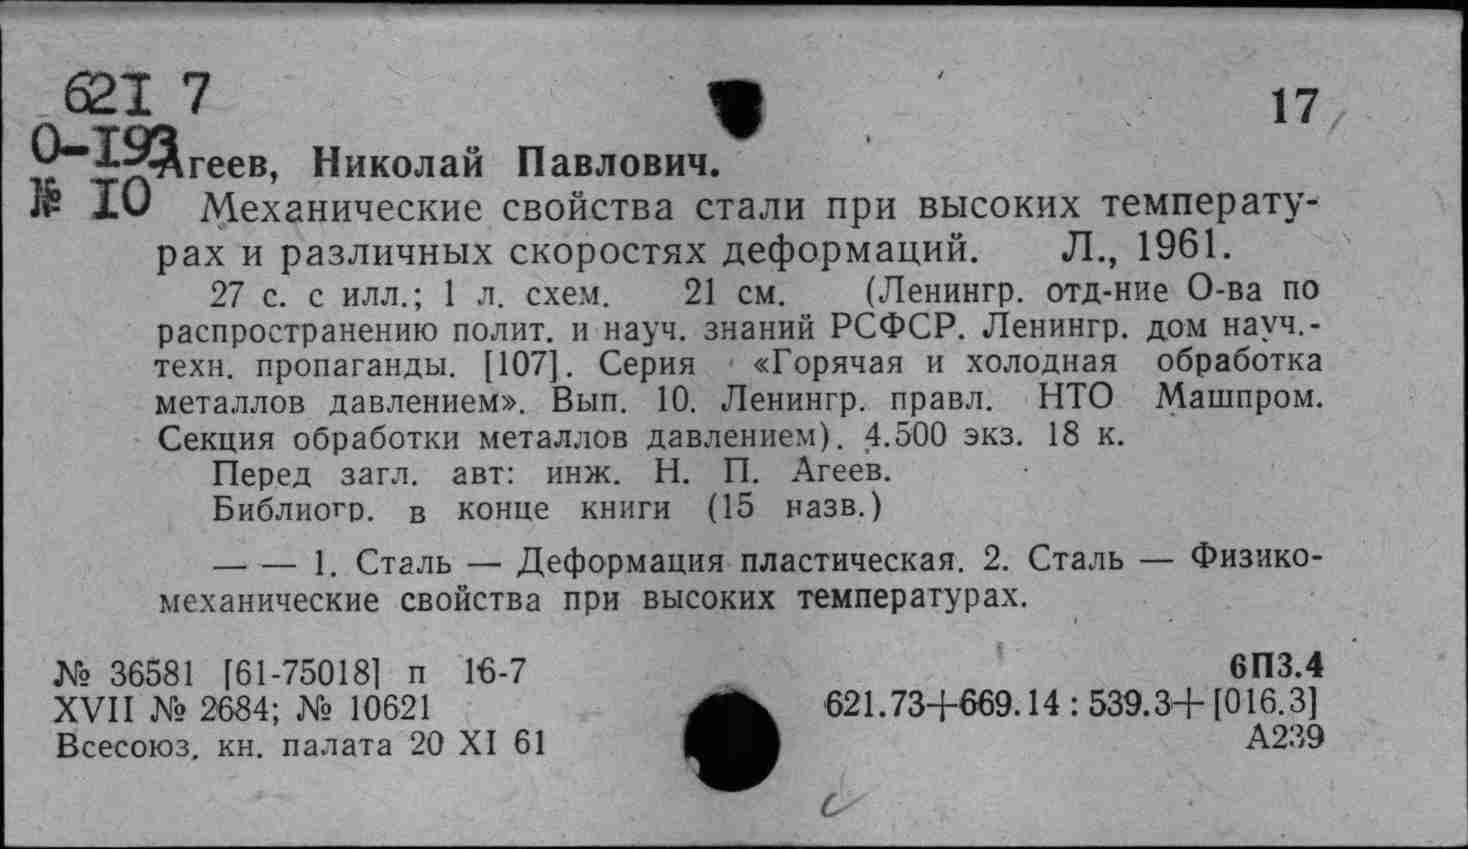 621 7
17
О-193
Агеев, Николай Павлович.
№ 10
Механические свойства стали при высоких температу-
рах и различных скоростях деформаций. Л., 1961.
27 с. с илл.; 1 л. схем. 21 см. (Ленингр. отд-ние О-ва по
распространению полит. и науч. знаний РСФСР. Ленингр. дом науч.-
техн. пропаганды. [107]. Серия «Горячая и холодная обработка
металлов давлением». Вып. 10. Ленингр. правл. НТО Машпром.
Секция обработки металлов давлением). 4.500 экз. 18 к.
Перед загл. авт: инж. Н. П. Агеев.
Библиогр. в конце книги (15 назв.)
— — 1. Сталь — Деформация пластическая. 2. Сталь — Физико-
механические свойства при высоких температурах.
№ 36581 [61-75018] п 16-7
6П3.4
XVII № 2684; № 10621
621.73+669.14 : 539.3+[016.3]
Всесоюз. кн. палата 20 XI 61
А239